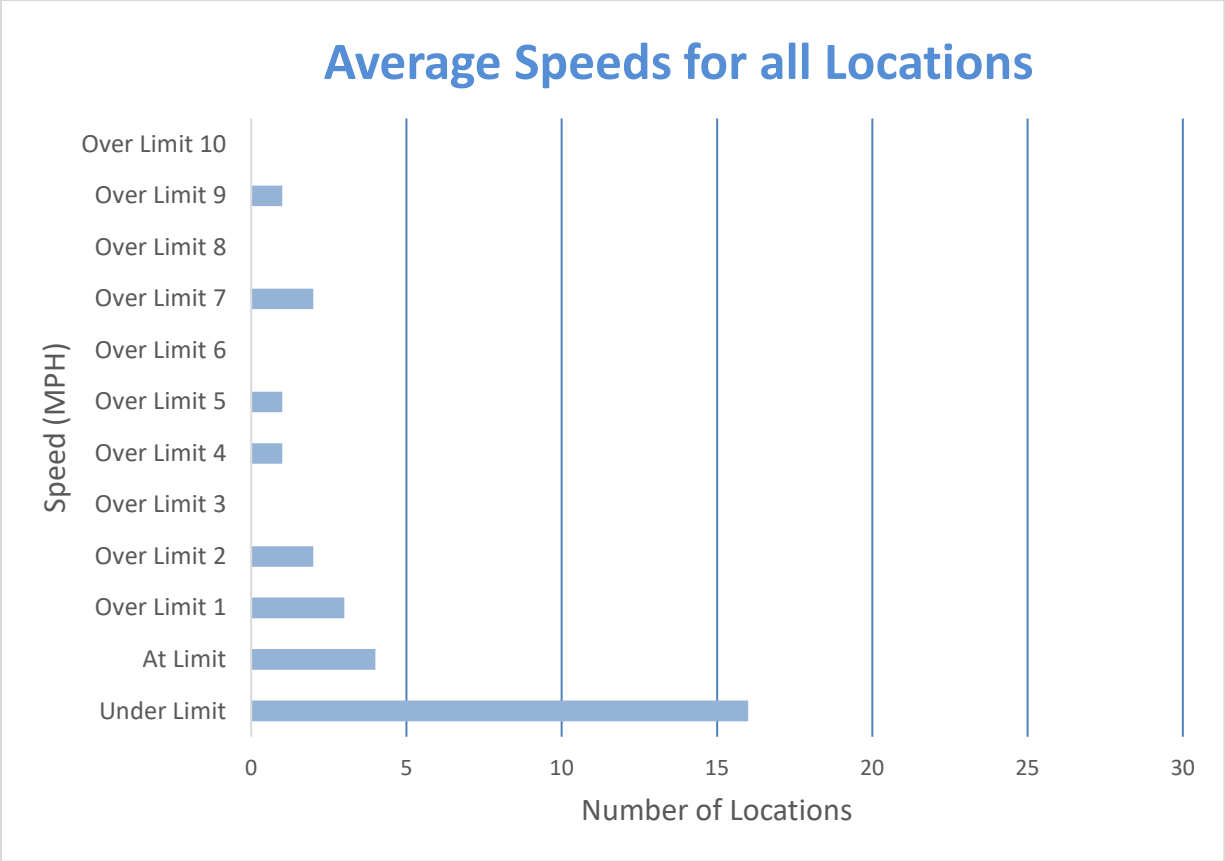 Average Speeds for all Locations
Over Limit 10
Over Limit 9
Over Limit 8
Over Limit 7
Over Limit 6
Over Limit 5
Over Limit 4
Over Limit 3
Over Limit 2
Over Limit 1
At Limit
Under Limit
Speed (MPH)
0 5 10 15 20 25 30
Number of Locations